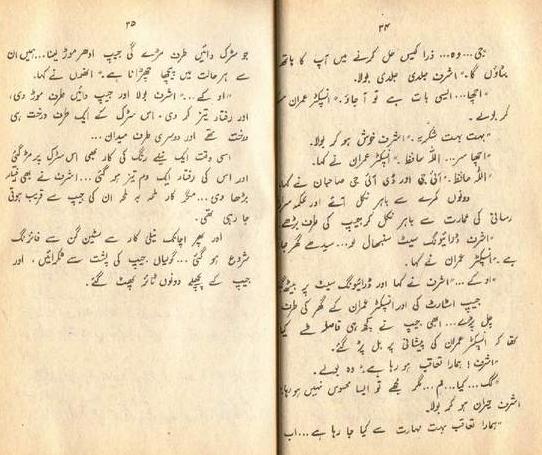 ۳۴
"جی...وہ... ذرا کیس حل کرنے میں آپ کا ہاتھ
بٹاؤں گا۔" اشرف جلدی جلدی بولا۔
"اچھا...ایسی بات ہے تو آجاؤ۔" انسپکٹر عمران
کر بولے۔
"بہت بہت شکریہ۔" اشرف خوش ہو کر بولا۔
"اچھا سر... اللہ حافظ۔" انسپکٹر عمران نے کہا۔
"اللہ حافظ۔" آئی جی اور ڈی آئی جی صاحبان نے کہا
دونوں کمرے سے باہر نکل آئے اور محکمہ
رسانی کی عمارت سے باہر نکل کر جیپ کی طرف بڑھے
"اشرف ڈرائیونگ سیٹ سنبھال لو...سیدھے گھر جا
ہے۔" انسپکٹر عمران نے کہا۔
"او کے..." اشرف نے کہا اور ڈرائیونگ سیٹ پر بیٹھ
جیپ اسٹارٹ کی اور انسپکٹر عمران کے گھر کی طرف
چل پڑے... ابھی جیپ نے کچھ ہی فاصلہ طے کیا
تھا کہ انسپکٹر عمران کی پیشانی پر بل پڑ گئے۔
"اشرف! ہمارا تعاقب ہو رہا ہے۔" وہ بولے۔
"کک...کیا...مم...مگر مجھے تو ایسا محسوس نہیں ہو رہا۔"
اشرف حیران ہو کر بولا۔
"ہمارا تعاقب بہت مہارت سے کیا جا رہا ہے...اب
۳۵
جو سڑک دائیں طرف مڑے گی جیپ ادھر موڑ لینا...ہمیں ان
سے ہر حالت میں پیچھا چھڑانا ہے۔" انھوں نے کہا۔
"او کے..." اشرف بولا اور جیپ دائیں طرف موڑ دی،
اور رفتار تیز کر دی۔ اس سڑک کے ایک طرف درخت ہی
درخت تھے اور دوسری طرف میدان...
اسی وقت ایک نیلے رنگ کی کار بھی اس سڑک پر مڑ گئی
اور اس کی رفتار ایک دم تیز ہو گئی...اشرف نے بھی رفتار
بڑھا دی...مگر کار لمحہ بہ لمحہ ان کی جیپ سے قریب ہوتی
جا رہی تھی۔
اور پھر اچانک نیلی کار سے سٹین گن سے فائرنگ
شروع ہو گئی...گولیاں جیپ کی پشت سے ٹکرائیں، اور
جیپ کے پچھلے دونوں ٹائر پھٹ گئے۔